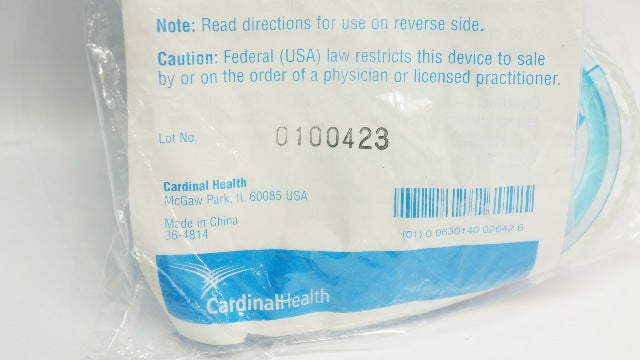 Note: Read directions for use on reverse side.
Caution: Federal (USA) law restricts this device to sale
by or on the order of a physician or licensed practitioner.
Lot No. 0100423
Cardinal Health
McGaw Park, IL 60085 USA
Made in China
36-4814
(01) 0 0630140 02642 6
CardinalHealth